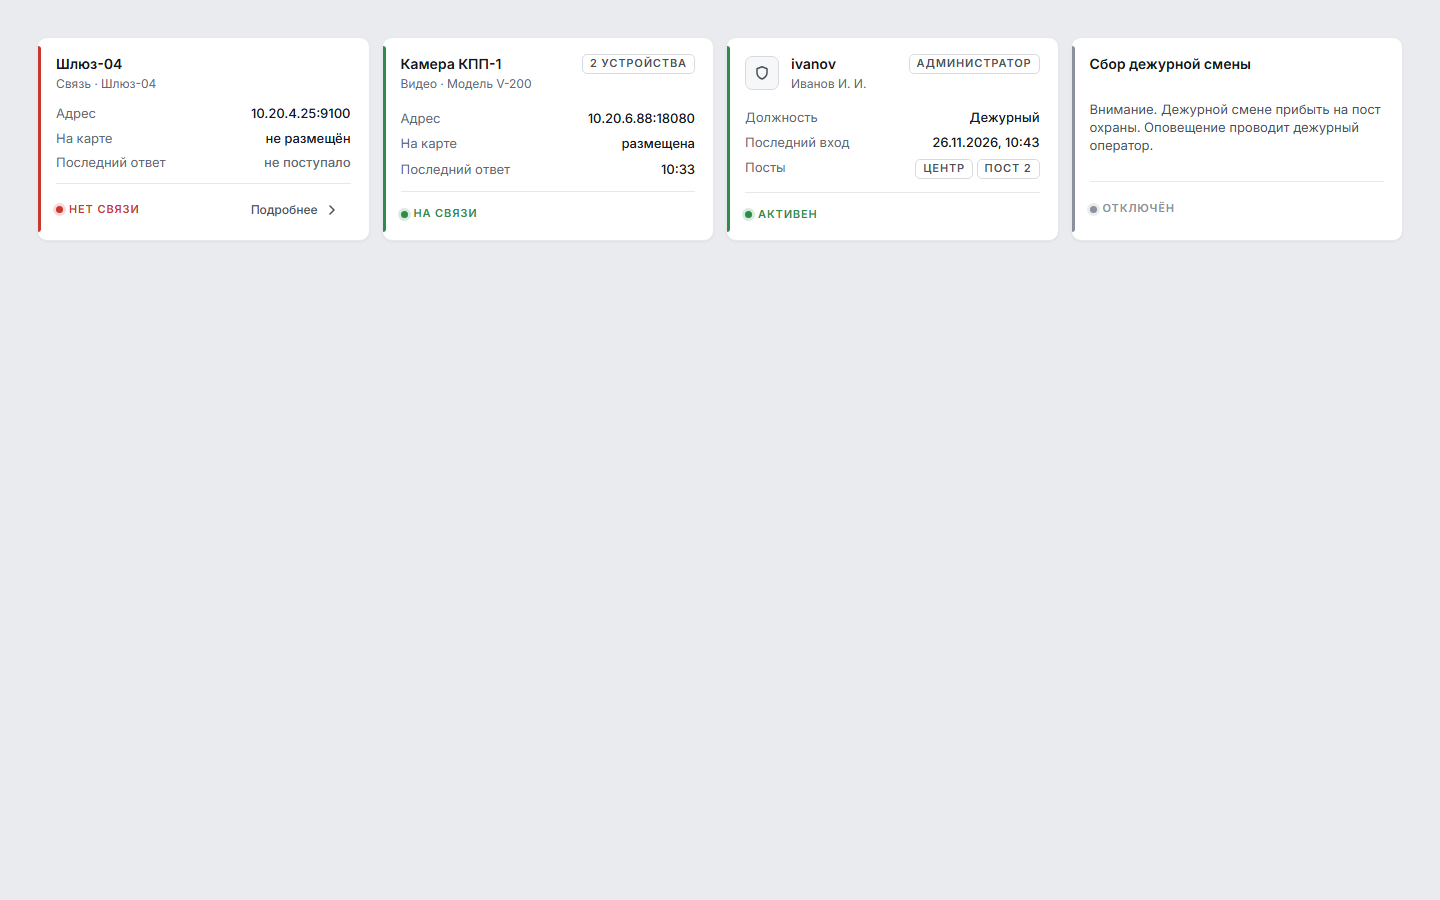 Шлюз-04
Связь · Шлюз-04
Адрес 10.20.4.25:9100
На карте не размещён
Последний ответ не поступало
НЕТ СВЯЗИ Подробнее
Камера КПП-1 2 УСТРОЙСТВА
Видео · Модель V-200
Адрес 10.20.6.88:18080
На карте размещена
Последний ответ 10:33
НА СВЯЗИ
ivanov АДМИНИСТРАТОР
Иванов И. И.
Должность Дежурный
Последний вход 26.11.2026, 10:43
Посты ЦЕНТР ПОСТ 2
АКТИВЕН
Сбор дежурной смены
Внимание. Дежурной смене прибыть на пост
охраны. Оповещение проводит дежурный
оператор.
ОТКЛЮЧЁН